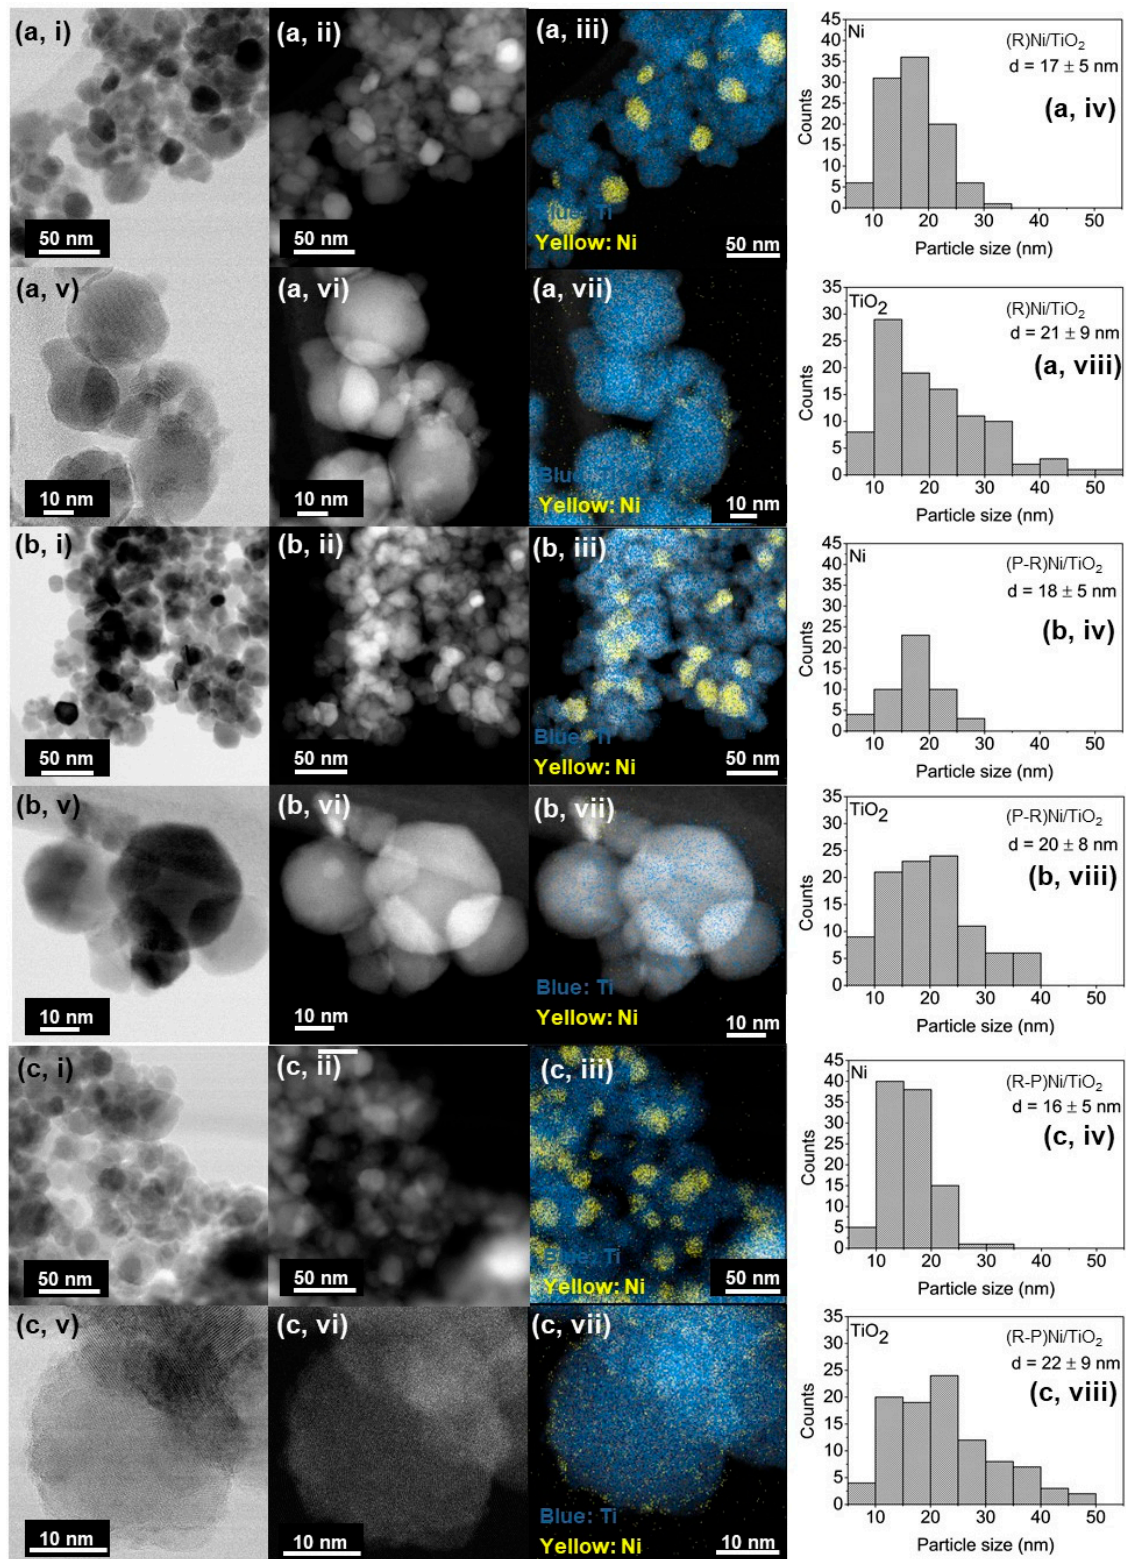 (a, i)
50 nm
(a, ii)
50 nm
(a, iii)
Blue: Ti
Yellow: Ni
50 nm
Ni
(R)Ni/TiO2
d = 17 ± 5 nm
(a, iv)
Counts
45
40
35
30
25
20
15
10
5
0
10 20 30 40 50
Particle size (nm)
(a, v)
10 nm
(a, vi)
10 nm
(a, vii)
Blue: Ti
Yellow: Ni
10 nm
TiO2
(R)Ni/TiO2
d = 21 ± 9 nm
(a, viii)
Counts
35
30
25
20
15
10
5
0
10 20 30 40 50
Particle size (nm)
(b, i)
50 nm
(b, ii)
50 nm
(b, iii)
Blue: Ti
Yellow: Ni
50 nm
Ni
(P-R)Ni/TiO2
d = 18 ± 5 nm
(b, iv)
Counts
45
40
35
30
25
20
15
10
5
0
10 20 30 40 50
Particle size (nm)
(b, v)
10 nm
(b, vi)
10 nm
(b, vii)
Blue: Ti
Yellow: Ni
10 nm
TiO2
(P-R)Ni/TiO2
d = 20 ± 8 nm
(b, viii)
Counts
35
30
25
20
15
10
5
0
10 20 30 40 50
Particle size (nm)
(c, i)
50 nm
(c, ii)
50 nm
(c, iii)
Blue: Ti
Yellow: Ni
50 nm
Ni
(R-P)Ni/TiO2
d = 16 ± 5 nm
(c, iv)
Counts
45
40
35
30
25
20
15
10
5
0
10 20 30 40 50
Particle size (nm)
(c, v)
10 nm
(c, vi)
10 nm
(c, vii)
Blue: Ti
Yellow: Ni
10 nm
TiO2
(R-P)Ni/TiO2
d = 22 ± 9 nm
(c, viii)
Counts
35
30
25
20
15
10
5
0
10 20 30 40 50
Particle size (nm)